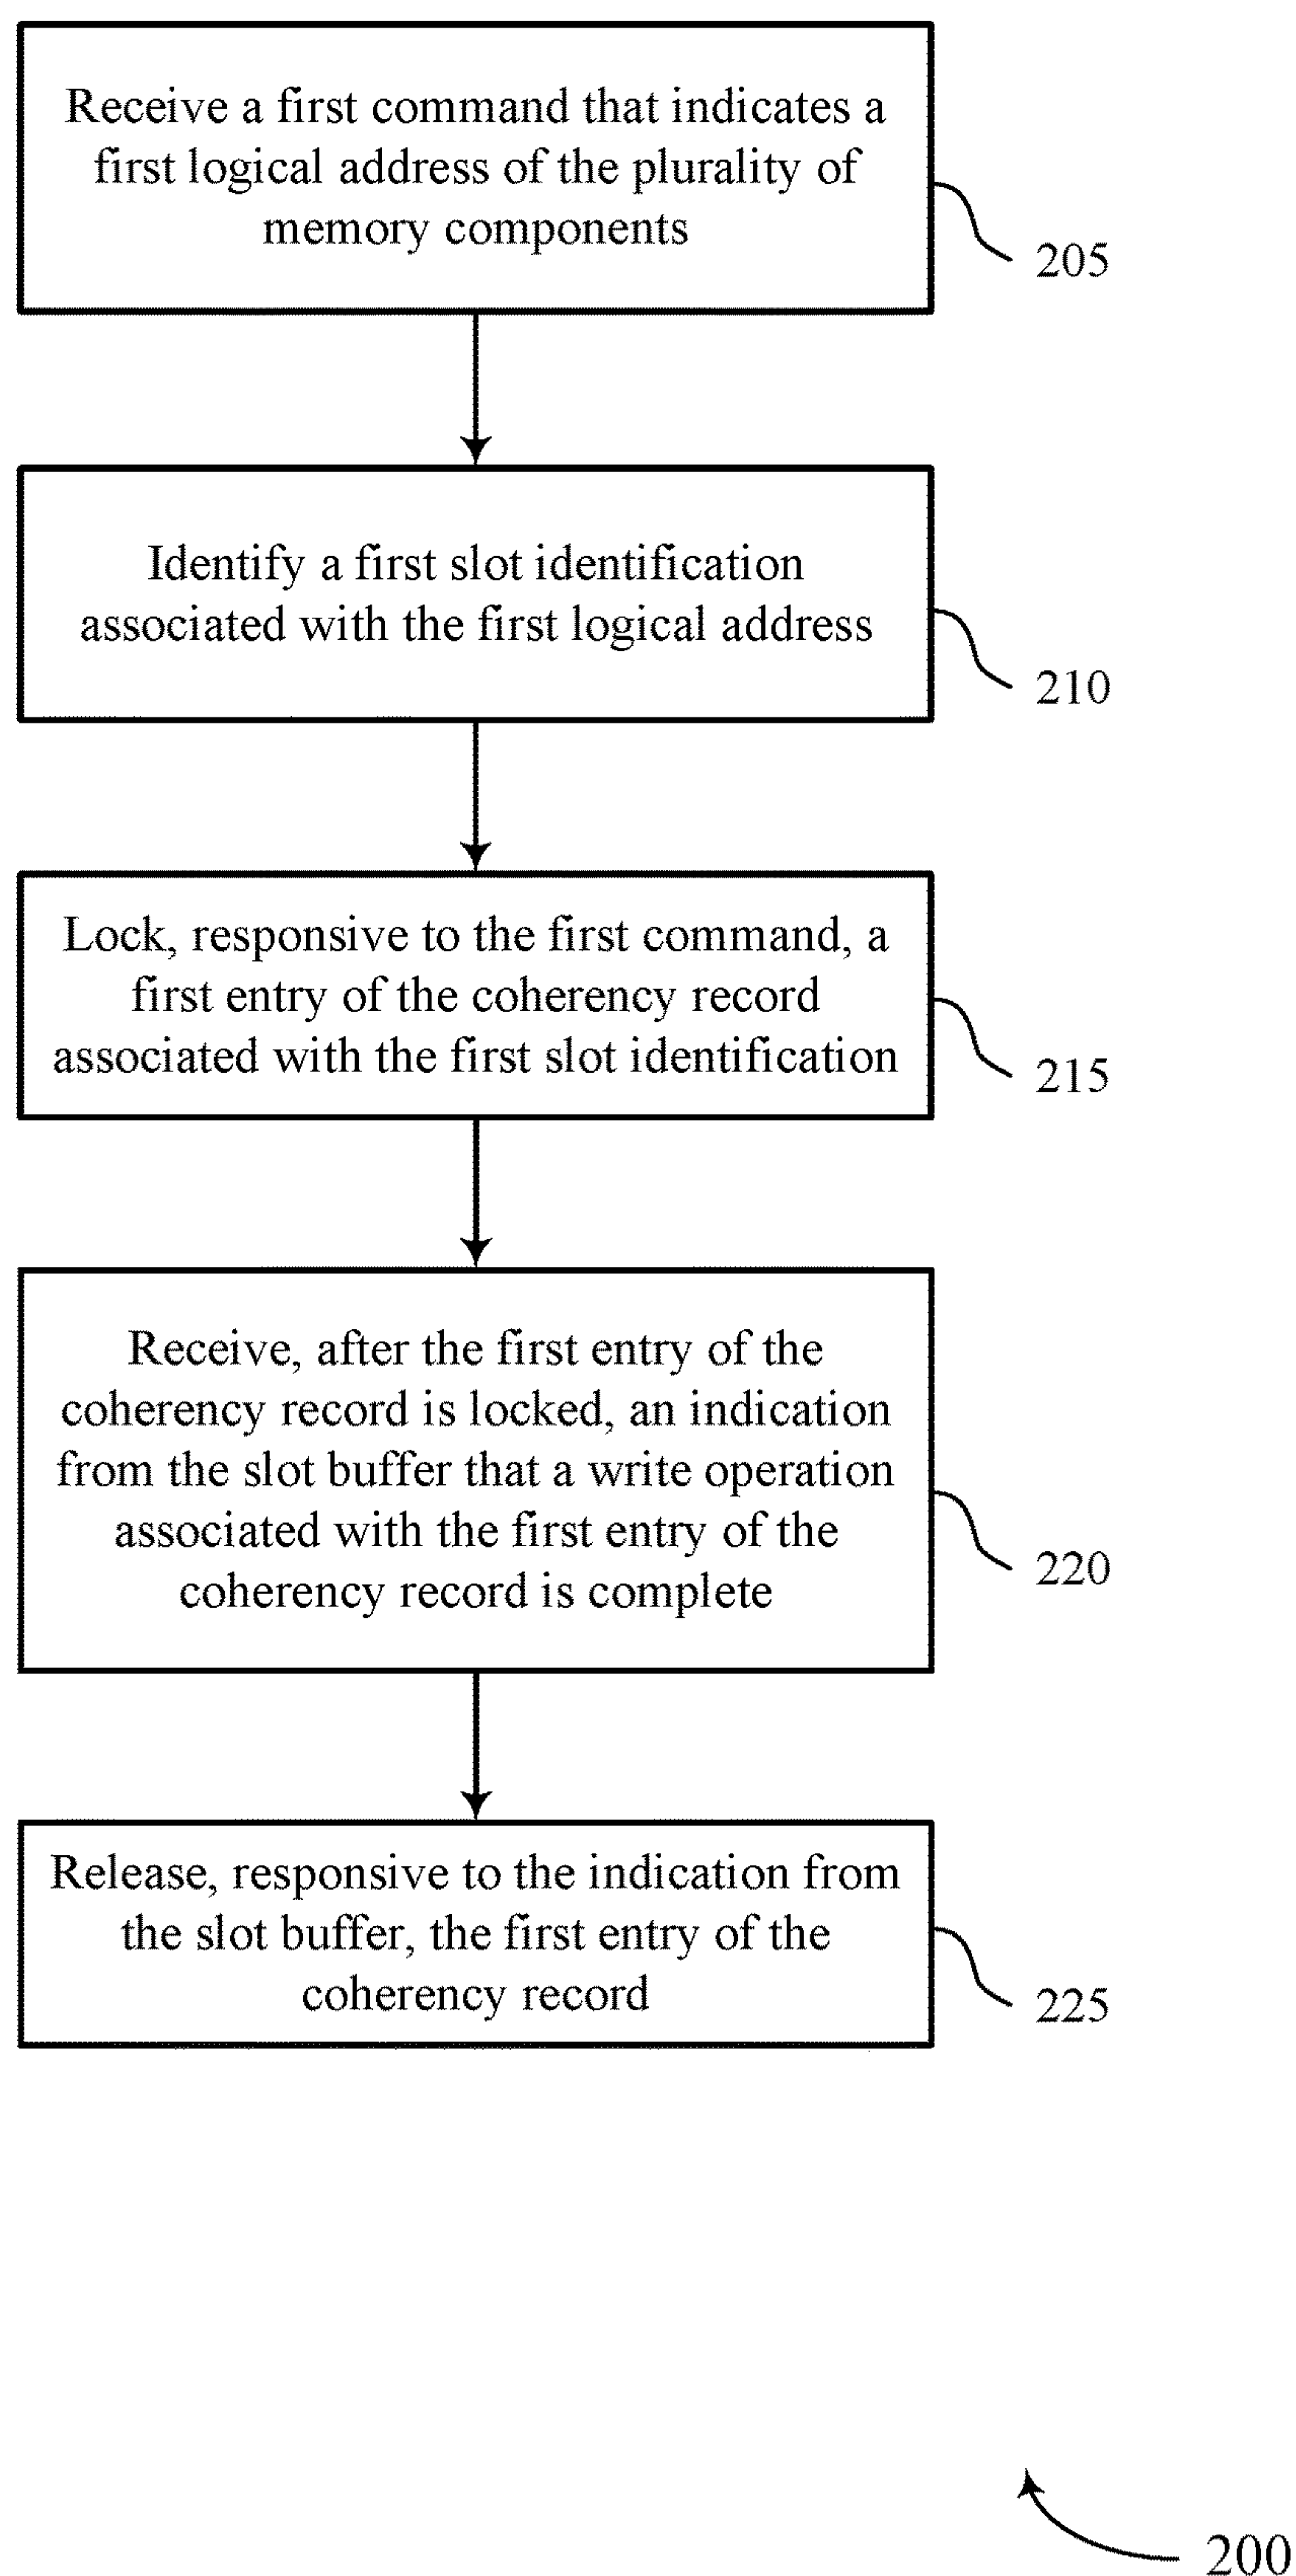 Receive a first command that indicates a
first logical address of the plurality of
memory components
205
Identify a first slot identification
associated with the first logical address
210
Lock, responsive to the first command, a
first entry of the coherency record
associated with the first slot identification
215
Receive, after the first entry of the
coherency record is locked, an indication
from the slot buffer that a write operation
associated with the first entry of the
coherency record is complete
220
Release, responsive to the indication from
the slot buffer, the first entry of the
coherency record
225
200